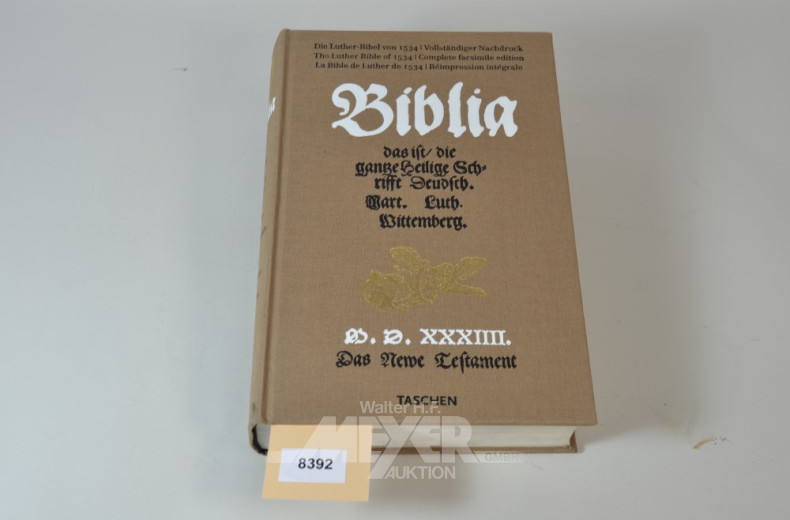 Die Luther-Bibel von 1534 | Vollständiger Nachdruck
The Luther Bible of 1534 | Complete facsimile edition
La Bible de Luther de 1534 | Réimpression intégrale
Biblia
das ist/ die
gantze Heilige Sch-
rifft Deudsch.
Mart. Luth.
Wittemberg.
M. D. XXXIIII.
Das Newe Testament
TASCHEN
Walter H.F.
MEYER
GMBH
AUKTION
8392